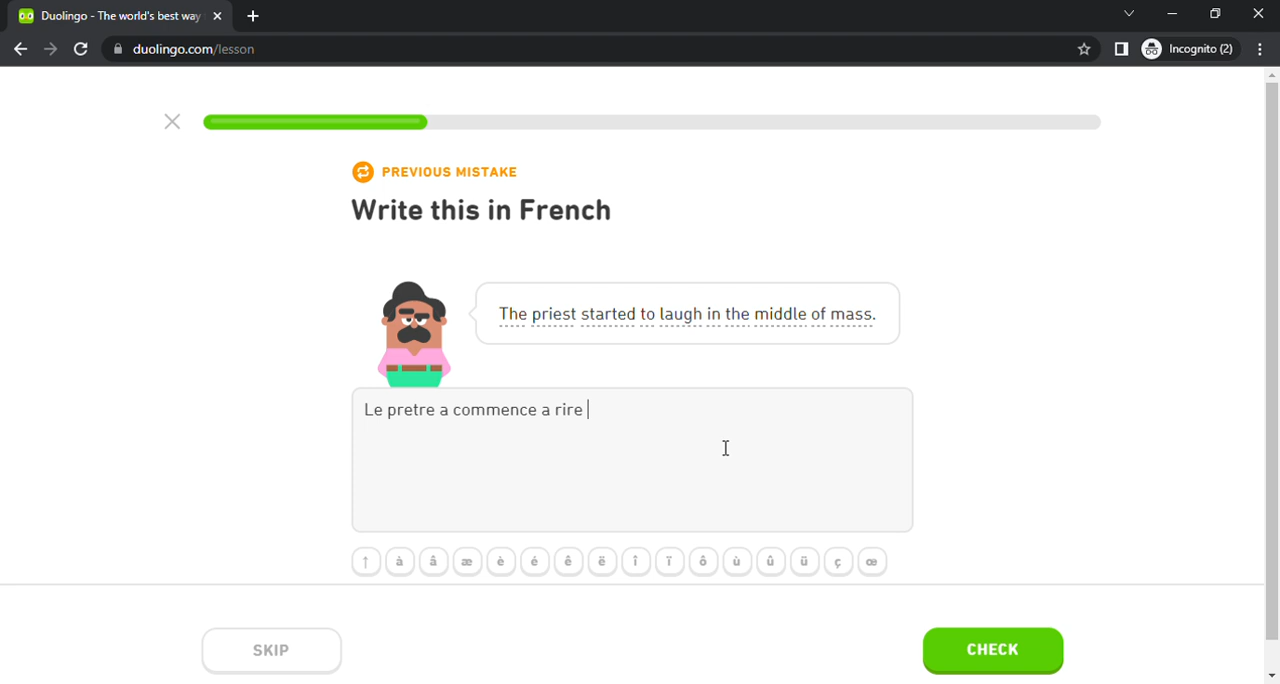 Duolingo - The world's best way
duolingo.com/lesson
Incognito (2)
PREVIOUS MISTAKE
Write this in French
The priest started to laugh in the middle of mass.
Le pretre a commence a rire
↑ à â æ è é ê ë î ï ô ù û ü ç œ
SKIP
CHECK